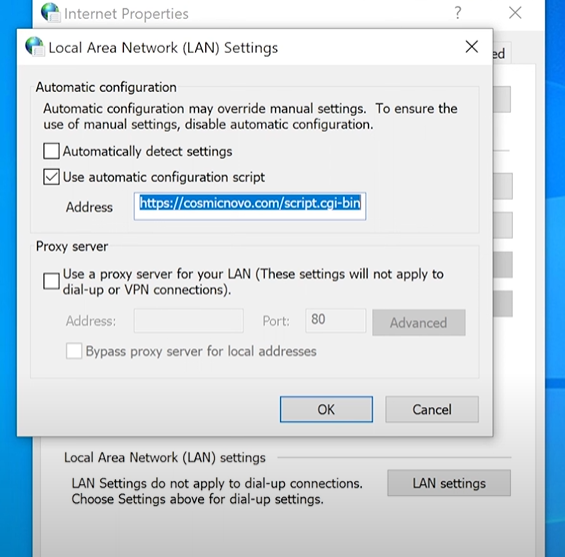 Internet Properties
Local Area Network (LAN) Settings
ed
Automatic configuration
Automatic configuration may override manual settings. To ensure the
use of manual settings, disable automatic configuration.
Automatically detect settings
Use automatic configuration script
Address
https://cosmicnovo.com/script.cgi-bin
Proxy server
Use a proxy server for your LAN (These settings will not apply to
dial-up or VPN connections).
Address:
Port:
80
Advanced
Bypass proxy server for local addresses
OK
Cancel
Local Area Network (LAN) settings
LAN Settings do not apply to dial-up connections.
Choose Settings above for dial-up settings.
LAN settings